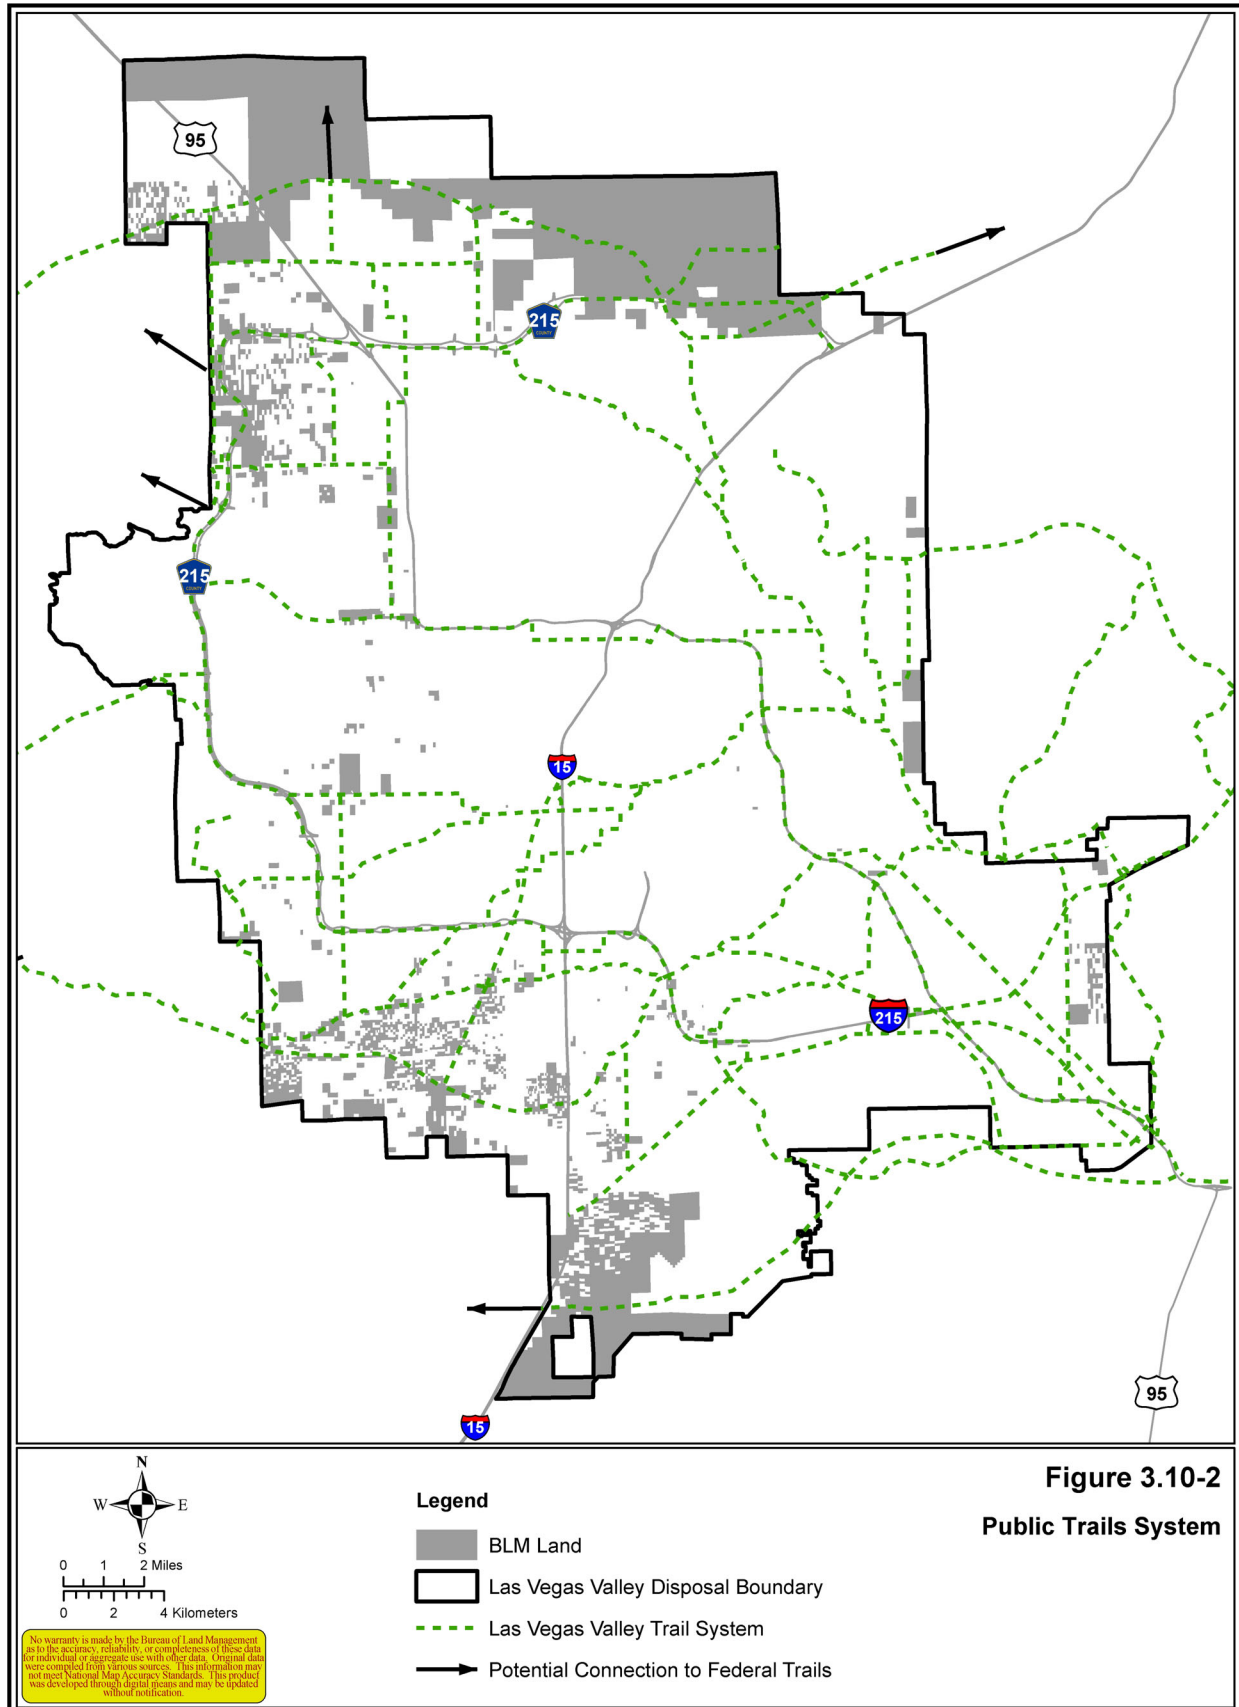 95
215
COUNTY
215
COUNTY
15
215
15
95
Figure 3.10-2
Public Trails System
N
W E
S
0 1 2 Miles
0 2 4 Kilometers
No warranty is made by the Bureau of Land Management
as to the accuracy, reliability, or completeness of these data
for individual or aggregate use with other data. Original data
were compiled from various sources. This information may
not meet National Map Accuracy Standards. This product
was developed through digital means and may be updated
without notification.
Legend
BLM Land
Las Vegas Valley Disposal Boundary
Las Vegas Valley Trail System
Potential Connection to Federal Trails